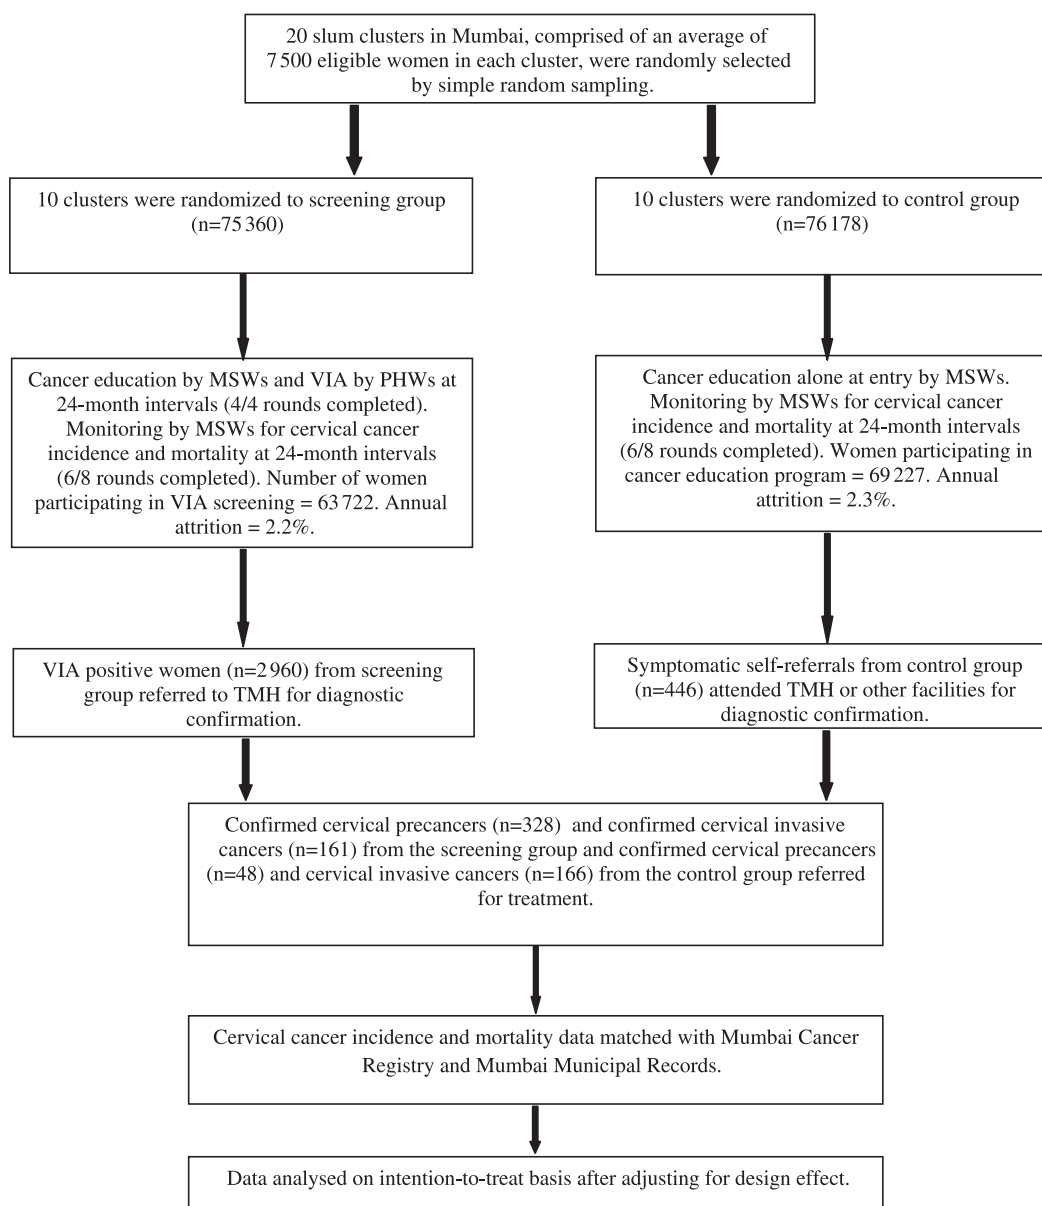 20 slum clusters in Mumbai, comprised of an average of
7 500 eligible women in each cluster, were randomly selected
by simple random sampling.
10 clusters were randomized to screening group
(n=75 360)
10 clusters were randomized to control group
(n=76 178)
Cancer education by MSWs and VIA by PHWs at
24-month intervals (4/4 rounds completed).
Monitoring by MSWs for cervical cancer
incidence and mortality at 24-month intervals
(6/8 rounds completed). Number of women
participating in VIA screening = 63 722. Annual
attrition = 2.2%.
Cancer education alone at entry by MSWs.
Monitoring by MSWs for cervical cancer
incidence and mortality at 24-month intervals
(6/8 rounds completed). Women participating in
cancer education program = 69 227. Annual
attrition = 2.3%.
VIA positive women (n=2 960) from screening
group referred to TMH for diagnostic
confirmation.
Symptomatic self-referrals from control group
(n=446) attended TMH or other facilities for
diagnostic confirmation.
Confirmed cervical precancers (n=328) and confirmed cervical invasive
cancers (n=161) from the screening group and confirmed cervical precancers
(n=48) and cervical invasive cancers (n=166) from the control group referred
for treatment.
Cervical cancer incidence and mortality data matched with Mumbai Cancer
Registry and Mumbai Municipal Records.
Data analysed on intention-to-treat basis after adjusting for design effect.